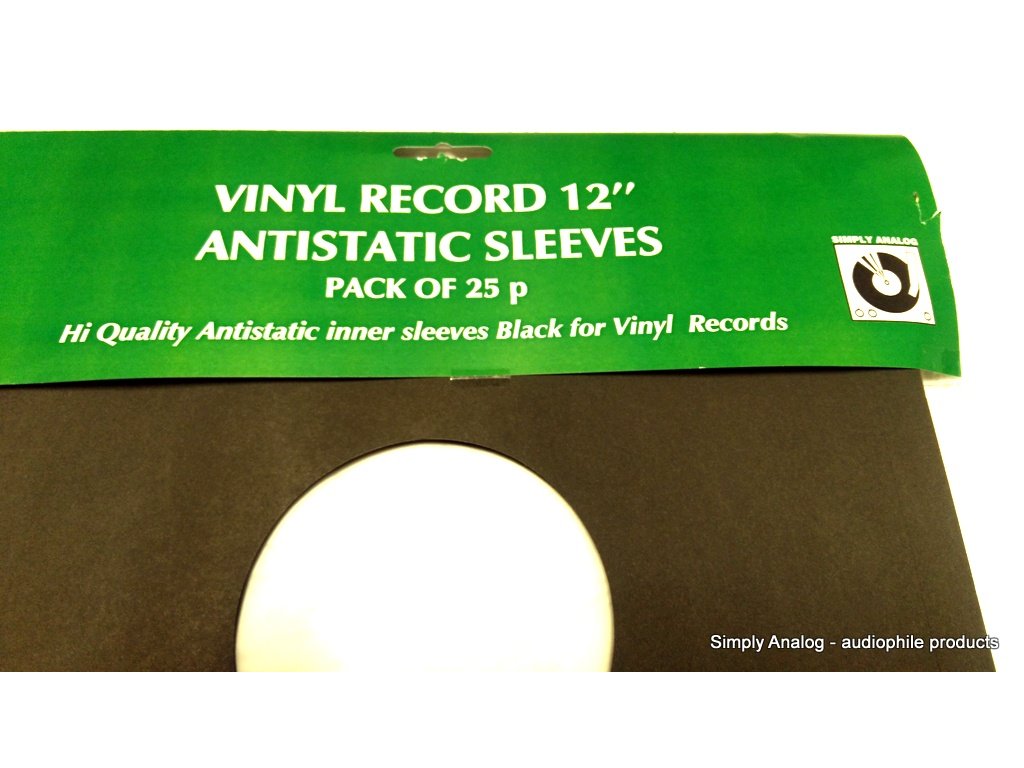 VINYL RECORD 12’’
ANTISTATIC SLEEVES
PACK OF 25 p
SIMPLY ANALOG
Hi Quality Antistatic inner sleeves Black for Vinyl Records
Simply Analog - audiophile products